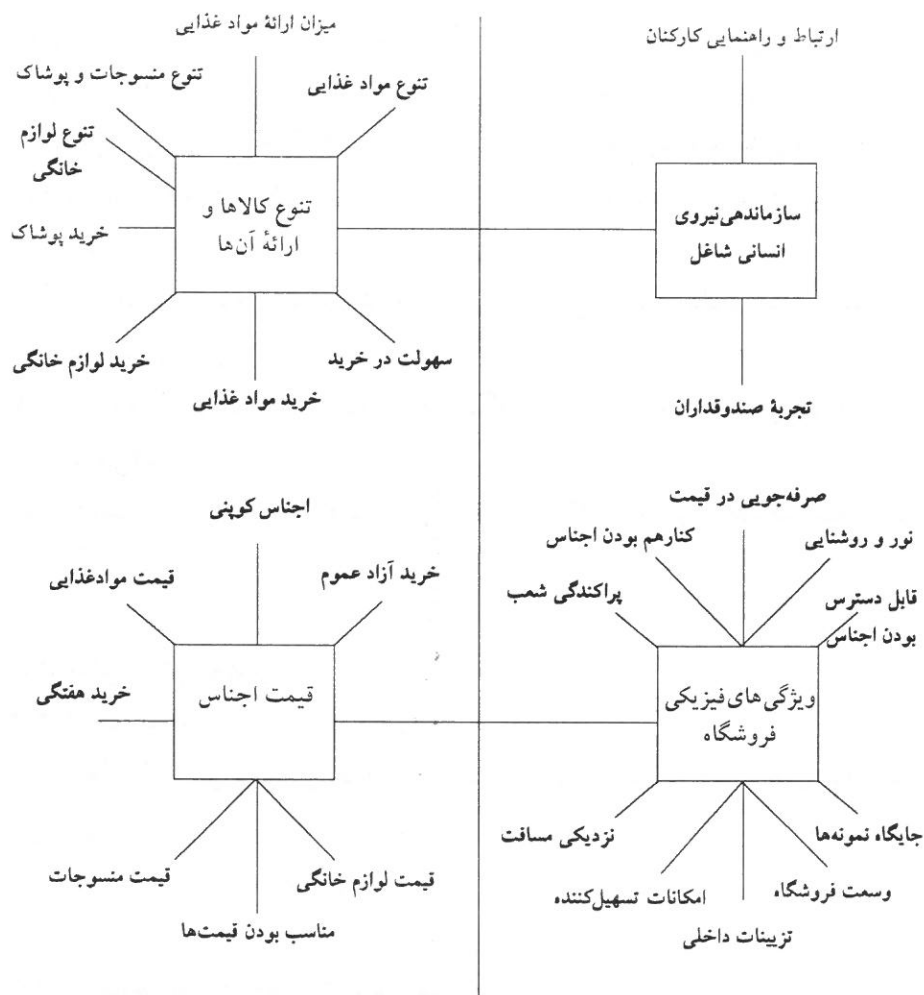 ارتباط و راهنمایی کارکنان
سازماندهی‌نیروی
انسانی شاغل
تجربهٔ صندوقداران
میزان ارائهٔ مواد غذایی
تنوع مواد غذایی
تنوع منسوجات و پوشاک
تنوع لوازم
خانگی
تنوع کالاها و
ارائهٔ آن‌ها
خرید پوشاک
سهولت در خرید
خرید لوازم خانگی
خرید مواد غذایی
صرفه‌جویی در قیمت
نور و روشنایی
کنارهم بودن اجناس
قابل دسترس
بودن اجناس
پراکندگی شعب
ویژگی‌های‌فیزیکی
فروشگاه
جایگاه نمونه‌ها
نزدیکی مسافت
وسعت فروشگاه
امکانات تسهیل‌کننده
تزیینات داخلی
اجناس کوپنی
خرید آزاد عموم
قیمت موادغذایی
قیمت اجناس
خرید هفتگی
قیمت لوازم خانگی
قیمت منسوجات
مناسب بودن قیمت‌ها